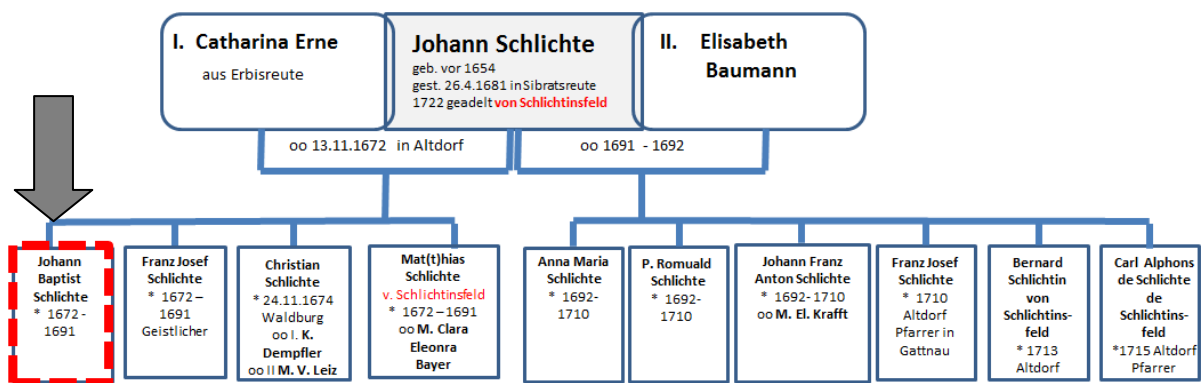 I. Catharina Erne
aus Erbisreute
Johann Schlichte
geb. vor 1654
gest. 26.4.1681 in Sibratsreute
1722 geadelt von Schlichtinsfeld
II. Elisabeth
Baumann
oo 13.11.1672 in Altdorf
oo 1691 - 1692
Johann
Baptist
Schlichte
* 1672 -
1691
Franz Josef
Schlichte
* 1672 –
1691
Geistlicher
Christian
Schlichte
* 24.11.1674
Waldburg
oo I. K.
Dempfler
oo II M. V. Leiz
Mat(t)hias
Schlichte
v. Schlichtinsfeld
* 1672 – 1691
oo M. Clara
Eleonra
Bayer
Anna Maria
Schlichte
* 1692-
1710
P. Romuald
Schlichte
* 1692-
1710
Johann Franz
Anton Schlichte
* 1692- 1710
oo M. El. Krafft
Franz Josef
Schlichte
* 1710
Altdorf
Pfarrer in
Gattnau
Bernard
Schlichtin
von
Schlichtins-
feld
* 1713
Altdorf
Carl Alphons
de Schlichte
de
Schlichtins-
feld
*1715 Altdorf
Pfarrer